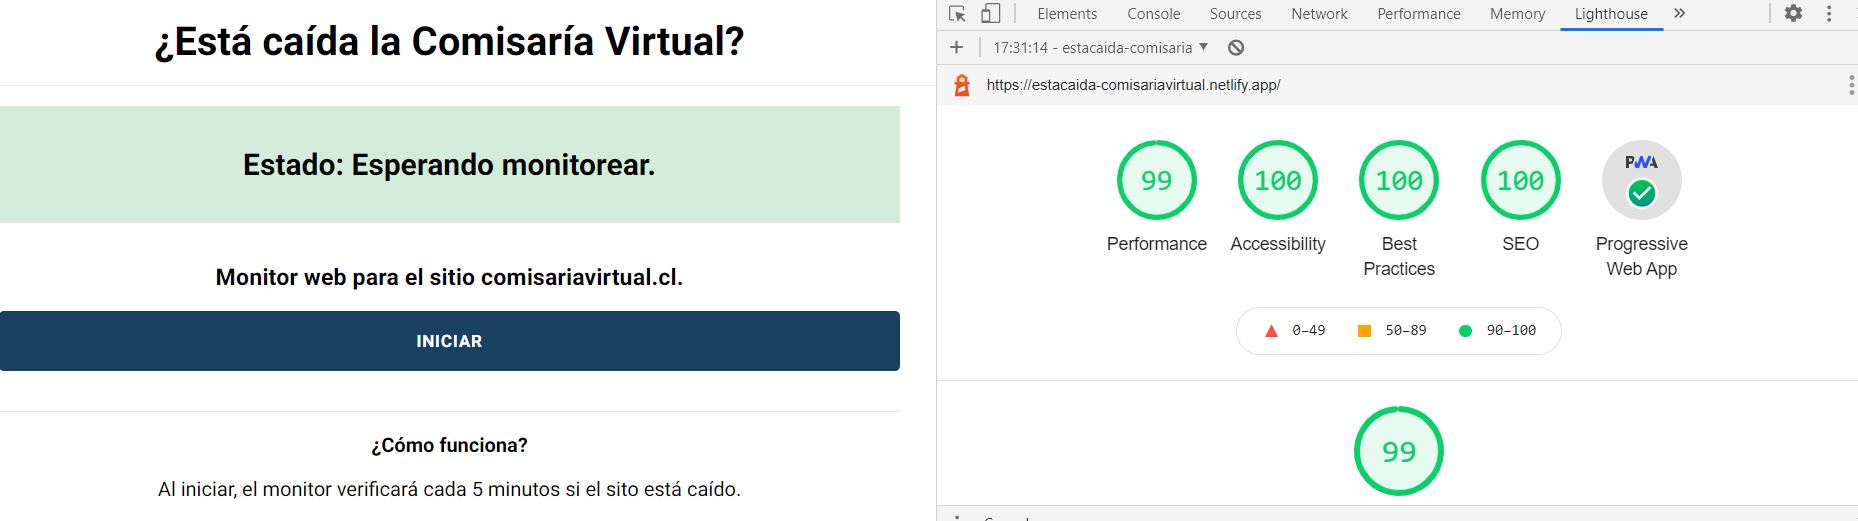 ¿Está caída la Comisaría Virtual?
Estado: Esperando monitorear.
Monitor web para el sitio comisariavirtual.cl.
INICIAR
¿Cómo funciona?
Al iniciar, el monitor verificará cada 5 minutos si el sito está caído.
Elements Console Sources Network Performance Memory Lighthouse »
+ 17:31:14 - estacaida-comisaria
https://estacaida-comisariavirtual.netlify.app/
99 100 100 100 PWA
Performance Accessibility Best Practices SEO Progressive Web App
0–49 50–89 90–100
99